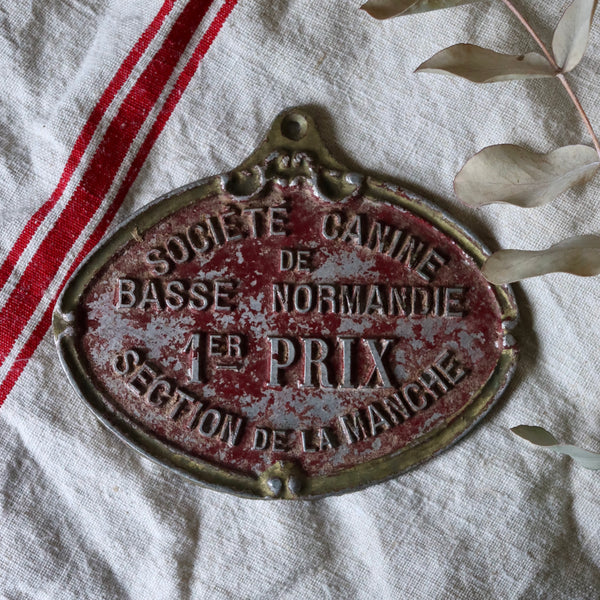 SOCIÉTÉ CANINE
DE
BASSE NORMANDIE
1ER PRIX
SECTION DE LA MANCHE